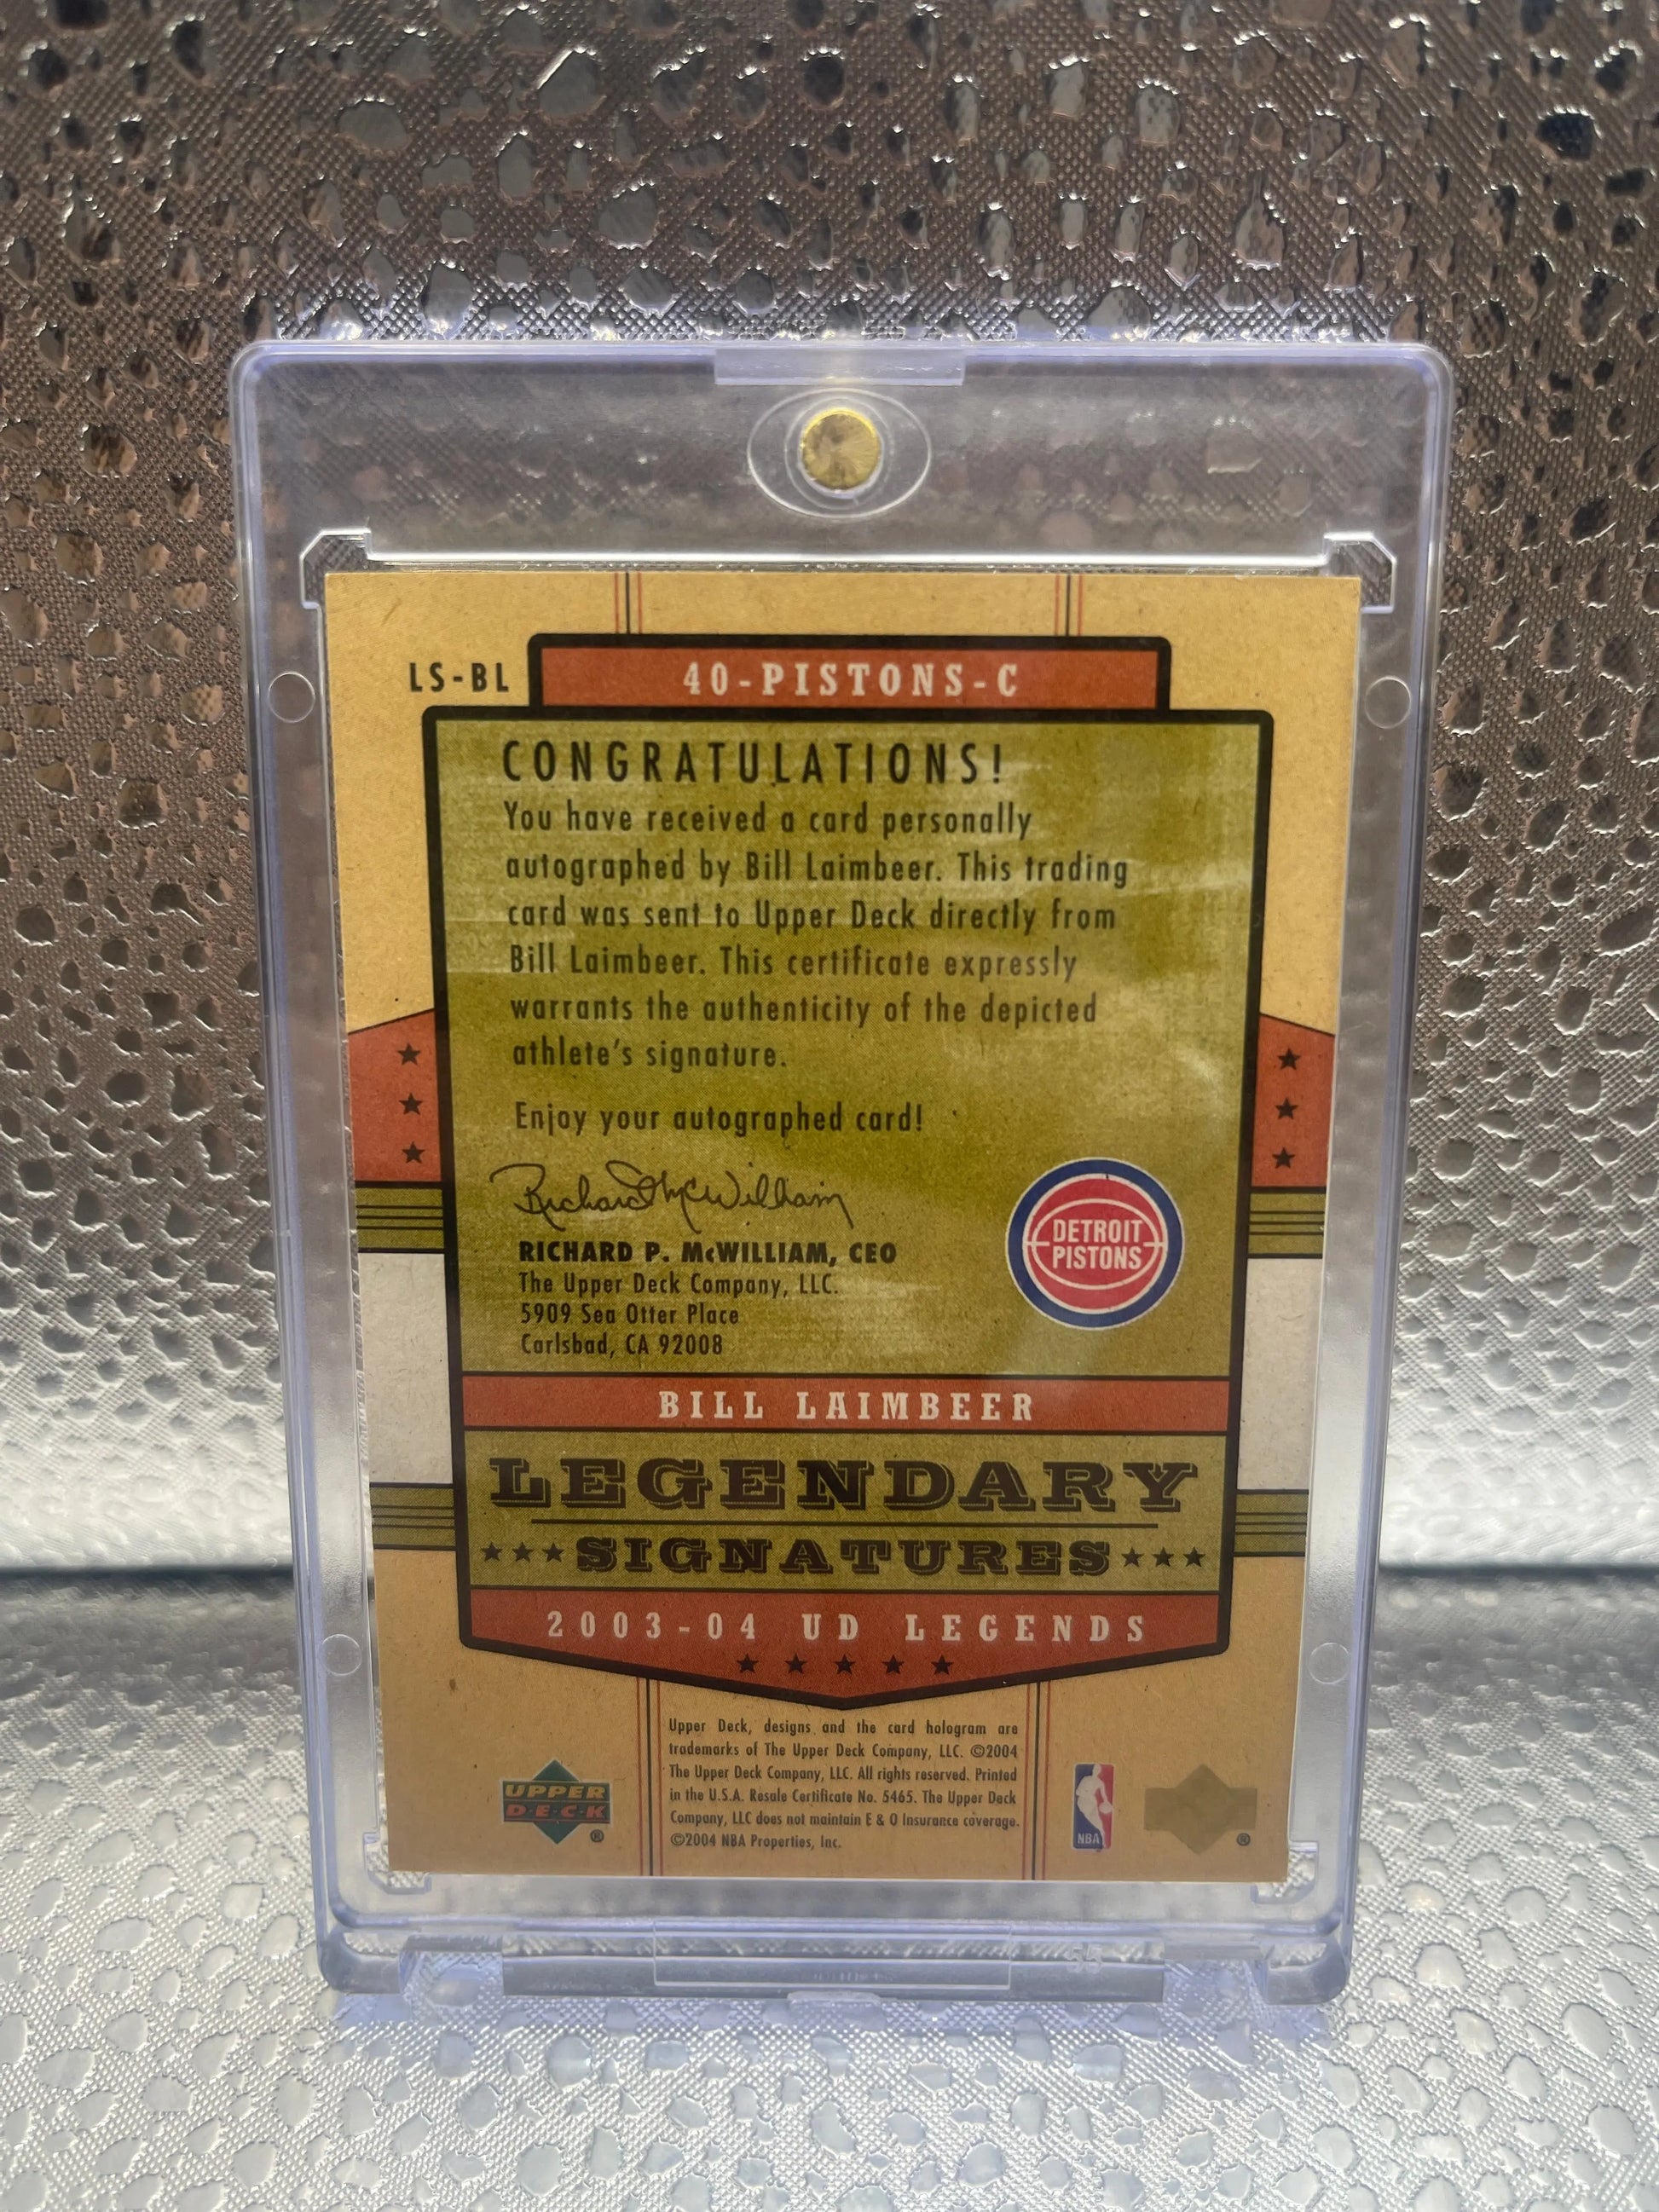 LS-BL
40-PISTONS-C
CONGRATULATIONS!
You have received a card personally
autographed by Bill Laimbeer. This trading
card was sent to Upper Deck directly from
Bill Laimbeer. This certificate expressly
warrants the authenticity of the depicted
athlete's signature.
Enjoy your autographed card!
Richard McWilliam
RICHARD P. McWILLIAM, CEO
The Upper Deck Company, LLC.
5909 Sea Otter Place
Carlsbad, CA 92008
DETROIT
PISTONS
BILL LAIMBEER
LEGENDARY
★★★SIGNATURES★★★
2003-04 UD LEGENDS
Upper Deck, designs and the card hologram are
trademarks of The Upper Deck Company, LLC. ©2004
The Upper Deck Company, LLC. All rights reserved. Printed
in the U.S.A. Resale Certificate No. 5465. The Upper Deck
Company, LLC does not maintain E & O Insurance coverage.
©2004 NBA Properties, Inc.
UPPER
DECK
®
NBA
®